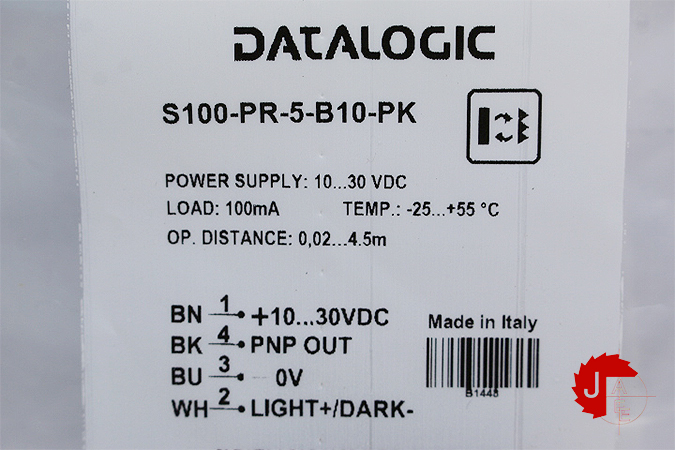 DATALOGIC
S100-PR-5-B10-PK
POWER SUPPLY: 10...30 VDC
LOAD: 100mA TEMP.: -25...+55 °C
OP. DISTANCE: 0,02...4.5m
BN 1 +10...30VDC
BK 4 PNP OUT
BU 3 0V
WH 2 LIGHT+/DARK-
Made in Italy
B1448
J